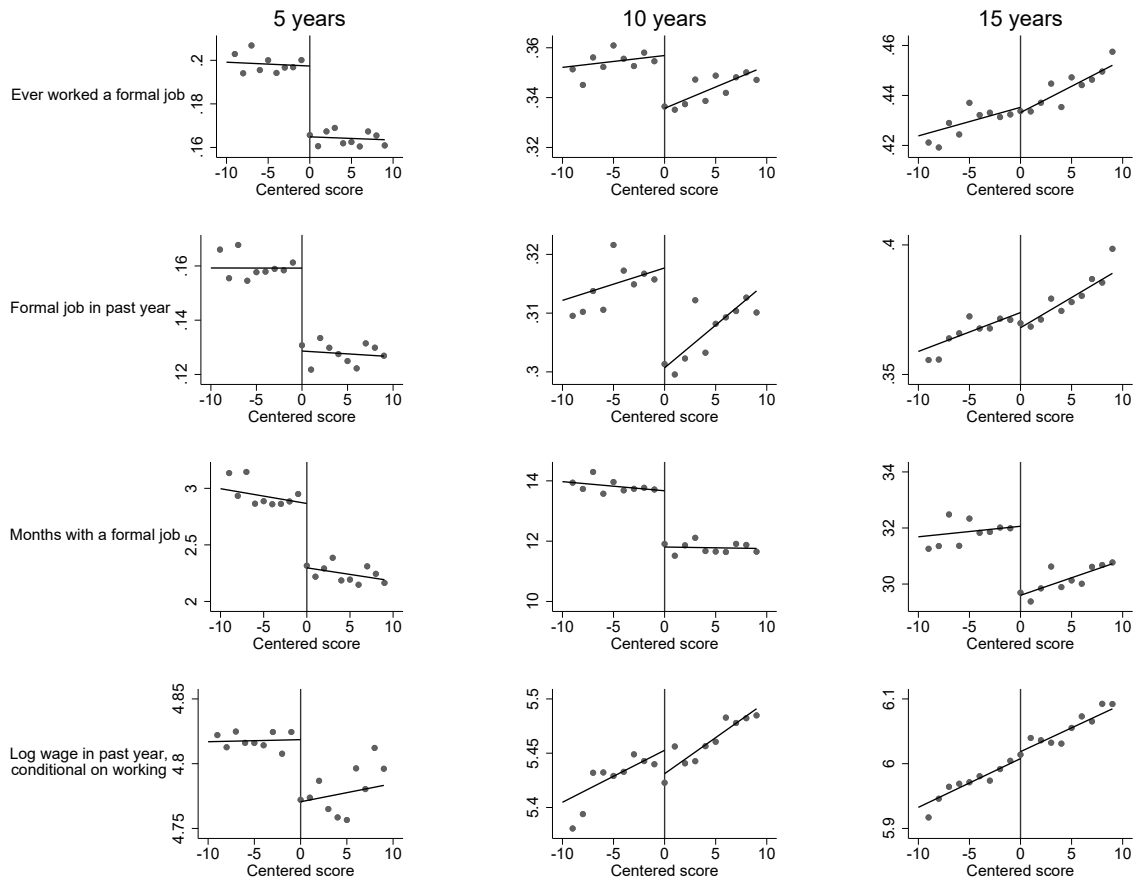 5 years 10 years 15 years
Ever worked a formal job
.16 .18 .2
-10 -5 0 5 10
Centered score
.32 .34 .36
-10 -5 0 5 10
Centered score
.42 .44 .46
-10 -5 0 5 10
Centered score
Formal job in past year
.12 .14 .16
-10 -5 0 5 10
Centered score
.3 .31 .32
-10 -5 0 5 10
Centered score
.35 .4
-10 -5 0 5 10
Centered score
Months with a formal job
2 2.5 3
-10 -5 0 5 10
Centered score
10 12 14
-10 -5 0 5 10
Centered score
30 32 34
-10 -5 0 5 10
Centered score
Log wage in past year,
conditional on working
4.75 4.8 4.85
-10 -5 0 5 10
Centered score
5.4 5.45 5.5
-10 -5 0 5 10
Centered score
5.9 6 6.1
-10 -5 0 5 10
Centered score